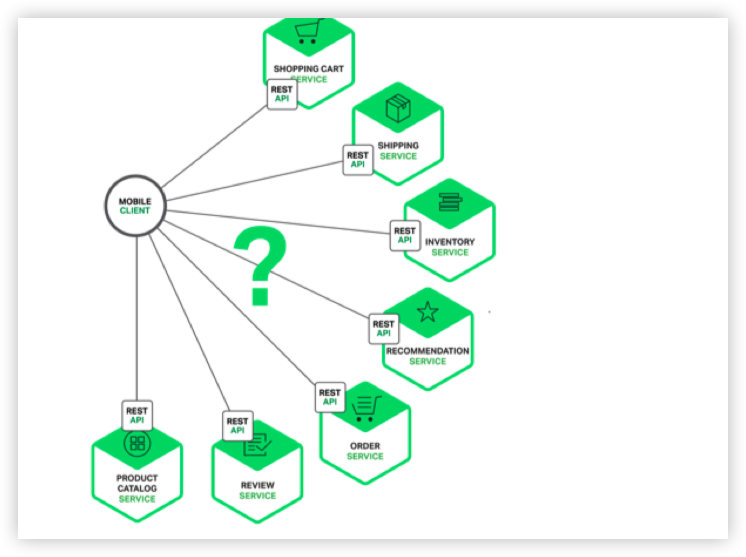 SHOPPING CART
SERVICE
REST
API
SHIPPING
SERVICE
REST
API
MOBILE
CLIENT
INVENTORY
SERVICE
REST
API
?
RECOMMENDATION
SERVICE
REST
API
ORDER
SERVICE
REST
API
REVIEW
SERVICE
REST
API
PRODUCT
CATALOG
SERVICE
REST
API